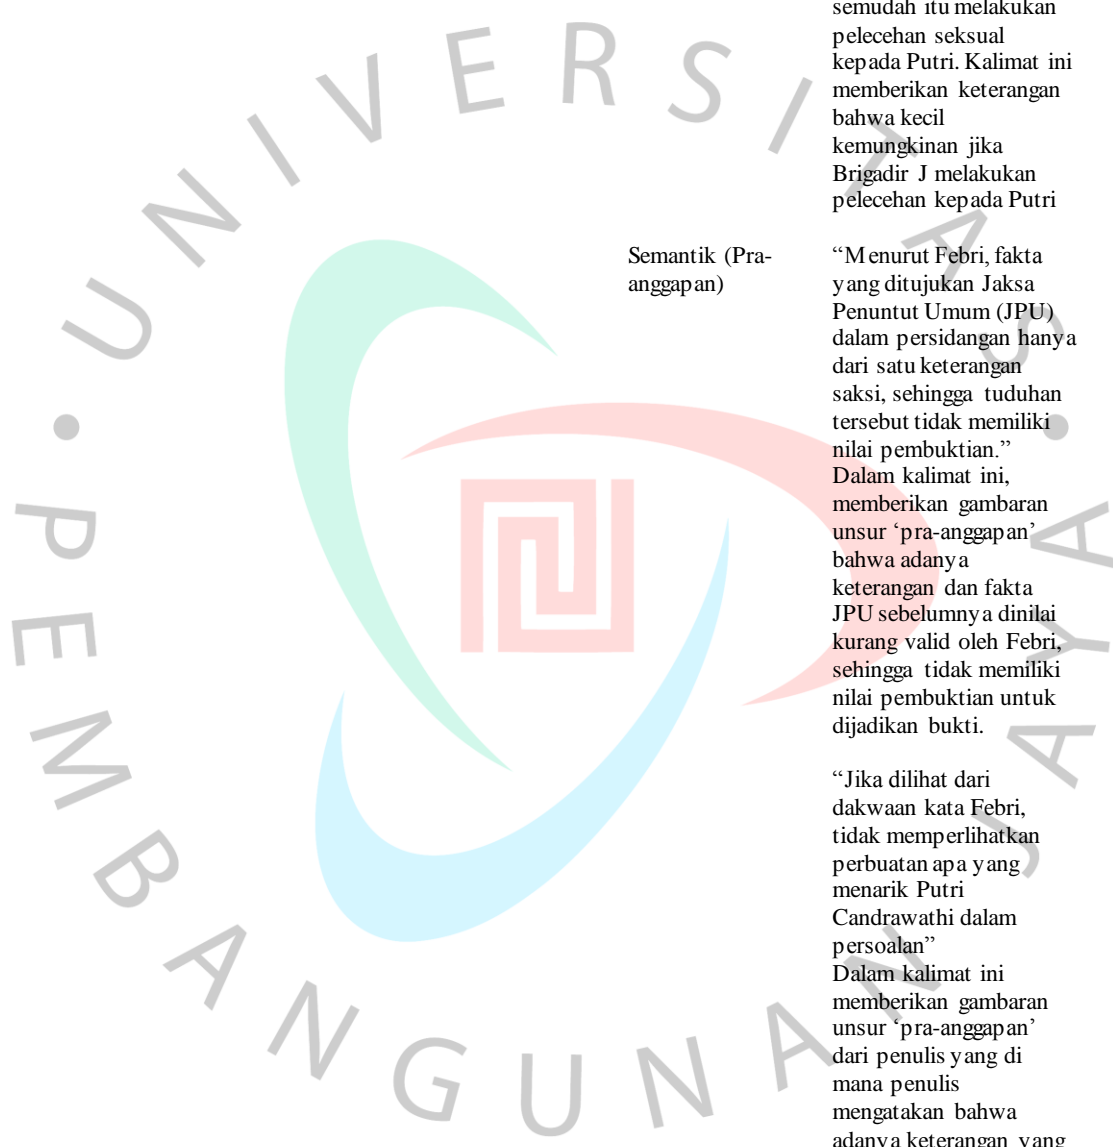 semudah itu melakukan
pelecehan seksual
kepada Putri. Kalimat ini
memberikan keterangan
bahwa kecil
kemungkinan jika
Brigadir J melakukan
pelecehan kepada Putri
Semantik (Pra-
anggapan)
“Menurut Febri, fakta
yang ditujukan Jaksa
Penuntut Umum (JPU)
dalam persidangan hanya
dari satu keterangan
saksi, sehingga tuduhan
tersebut tidak memiliki
nilai pembuktian.”
Dalam kalimat ini,
memberikan gambaran
unsur ‘pra-anggapan’
bahwa adanya
keterangan dan fakta
JPU sebelumnya dinilai
kurang valid oleh Febri,
sehingga tidak memiliki
nilai pembuktian untuk
dijadikan bukti.
“Jika dilihat dari
dakwaan kata Febri,
tidak memperlihatkan
perbuatan apa yang
menarik Putri
Candrawathi dalam
persoalan”
Dalam kalimat ini
memberikan gambaran
unsur ‘pra-anggapan’
dari penulis yang di
mana penulis
mengatakan bahwa
adanya keterangan yang
UNIVERSITAS • PEMBANGUNAN JAYA •